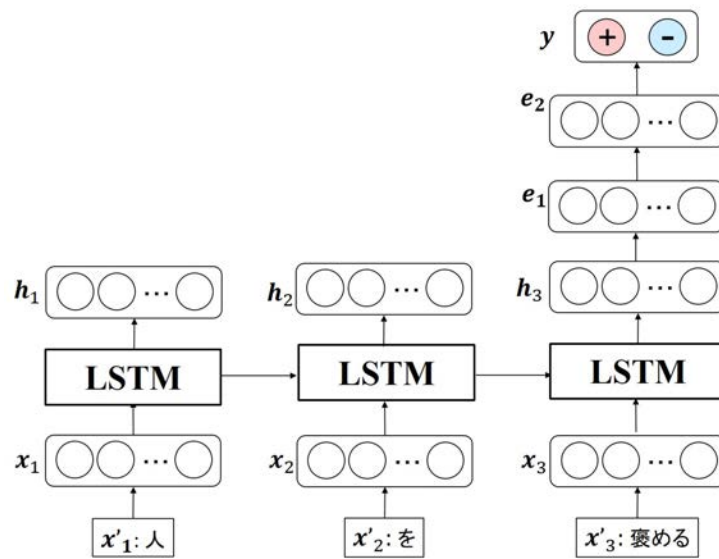 y + -
e₂ ...
e₁ ...
h₁ ... h₂ ... h₃ ...
LSTM LSTM LSTM
x₁ ... x₂ ... x₃ ...
x'₁: 人 x'₂: を x'₃: 褒める